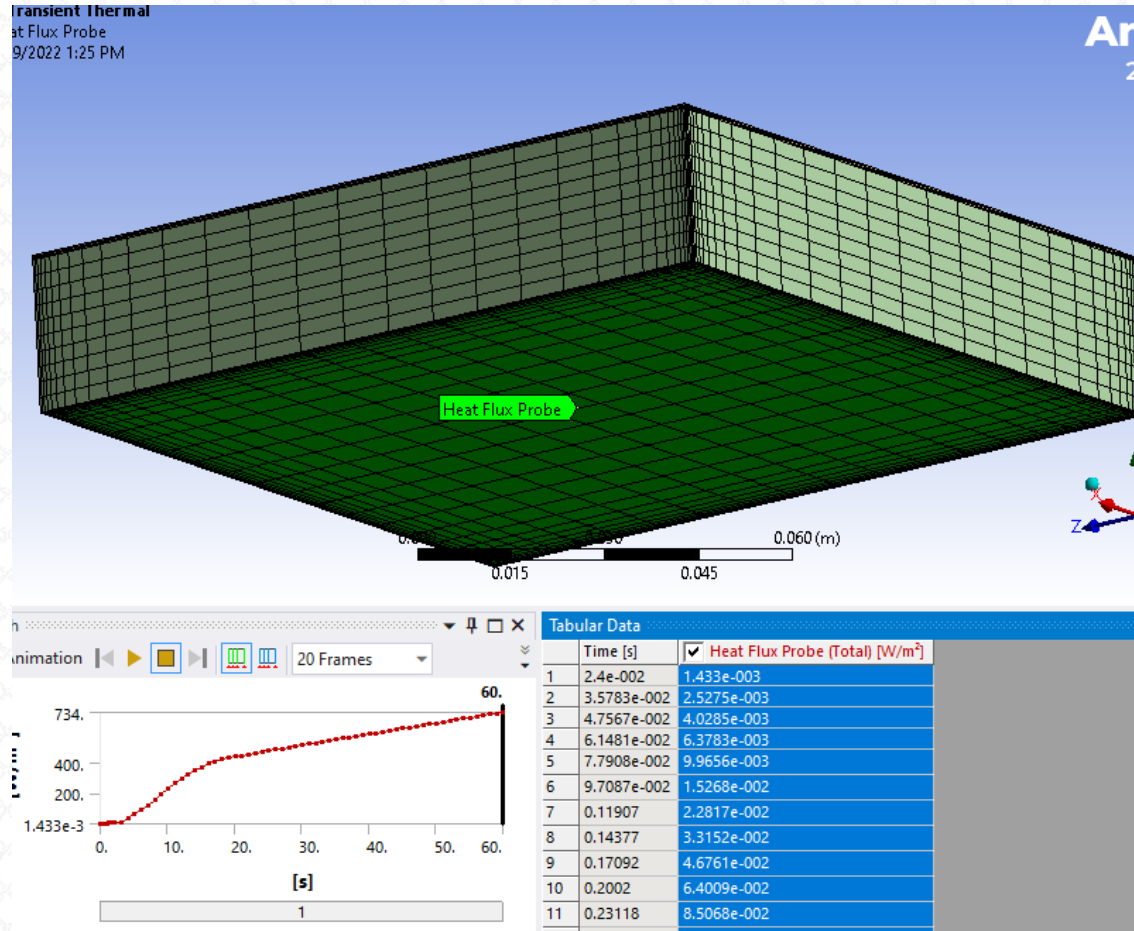 ransient Thermal
at Flux Probe
9/2022 1:25 PM
An
2
Heat Flux Probe
0.060 (m)
0.015
0.045
X
Z
h
Animation
20 Frames
60.
734.
400.
200.
1.433e-3
0.
10.
20.
30.
40.
50.
60.
[s]
1
Tabular Data
Time [s] Heat Flux Probe (Total) [W/m²]
1 2.4e-002 1.433e-003
2 3.5783e-002 2.5275e-003
3 4.7567e-002 4.0285e-003
4 6.1481e-002 6.3783e-003
5 7.7908e-002 9.9656e-003
6 9.7087e-002 1.5268e-002
7 0.11907 2.2817e-002
8 0.14377 3.3152e-002
9 0.17092 4.6761e-002
10 0.2002 6.4009e-002
11 0.23118 8.5068e-002